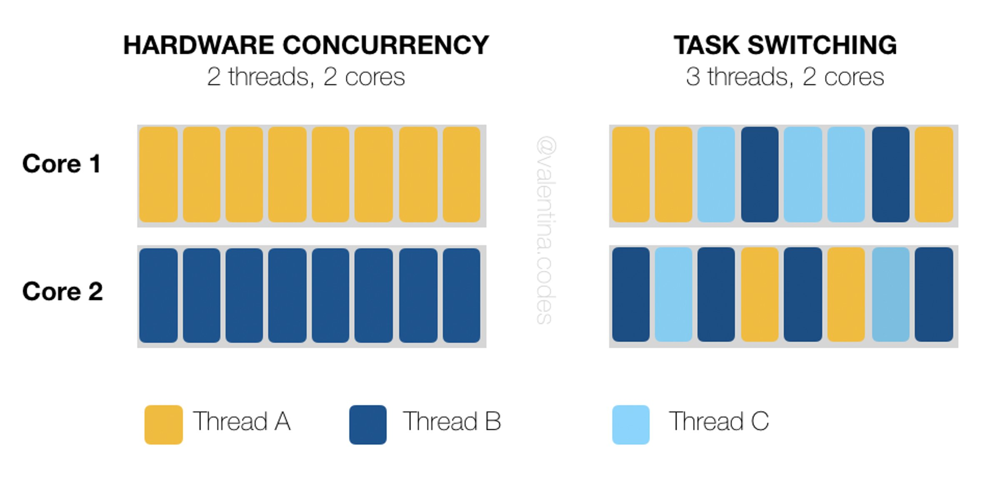 HARDWARE CONCURRENCY
2 threads, 2 cores
TASK SWITCHING
3 threads, 2 cores
Core 1
Core 2
@valentina.codes
Thread A
Thread B
Thread C